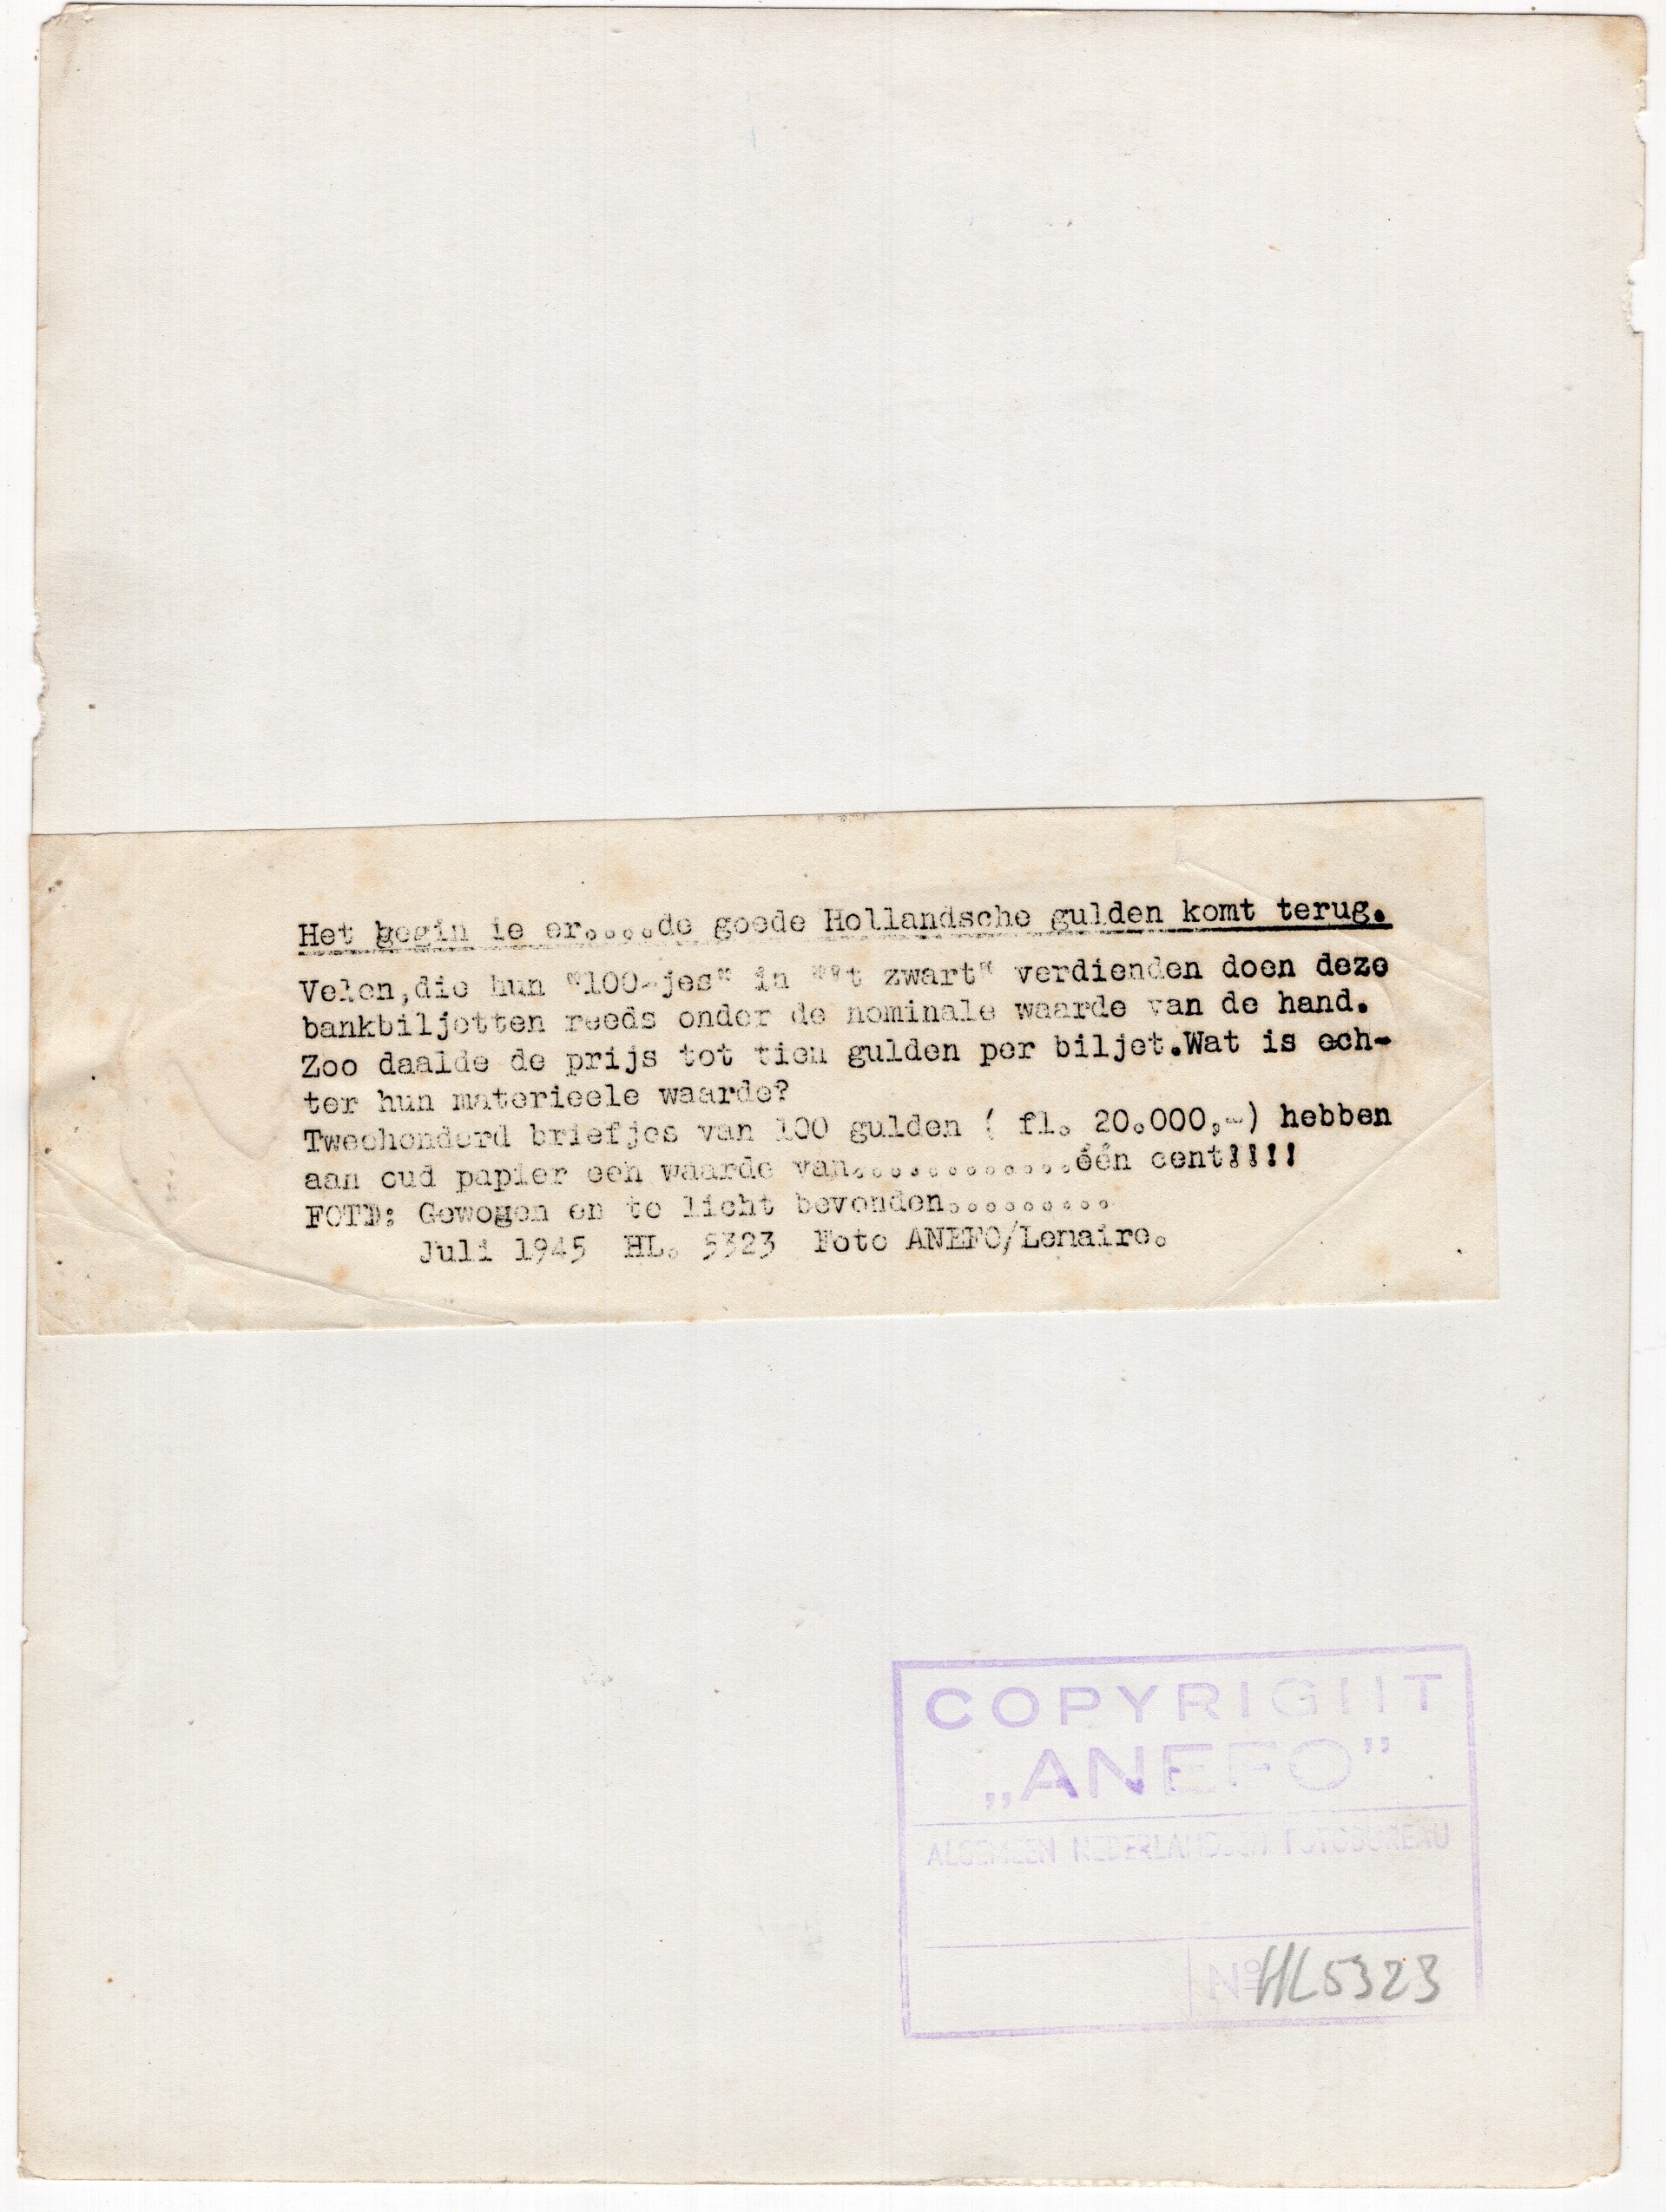 Het begin is er....de goede Hollandsche gulden komt terug.
Velen,die hun "100-jes" in "'t zwart" verdienden doen deze
bankbiljetten reeds onder de nominale waarde van de hand.
Zoo daalde de prijs tot tien gulden per biljet.Wat is ech-
ter hun materieele waarde?
Tweehonderd briefjes van 100 gulden ( fl. 20.000,-) hebben
aan oud papier een waarde van.............één cent!!!!
FOTO: Gewogen en te licht bevonden.........
Juli 1945 HL. 5323 Foto ANEFO/Lemaire.
COPYRIGHT
„ANEFO”
ALGEMEEN NEDERLANDSCH FOTOBUREAU
Nº HL5323